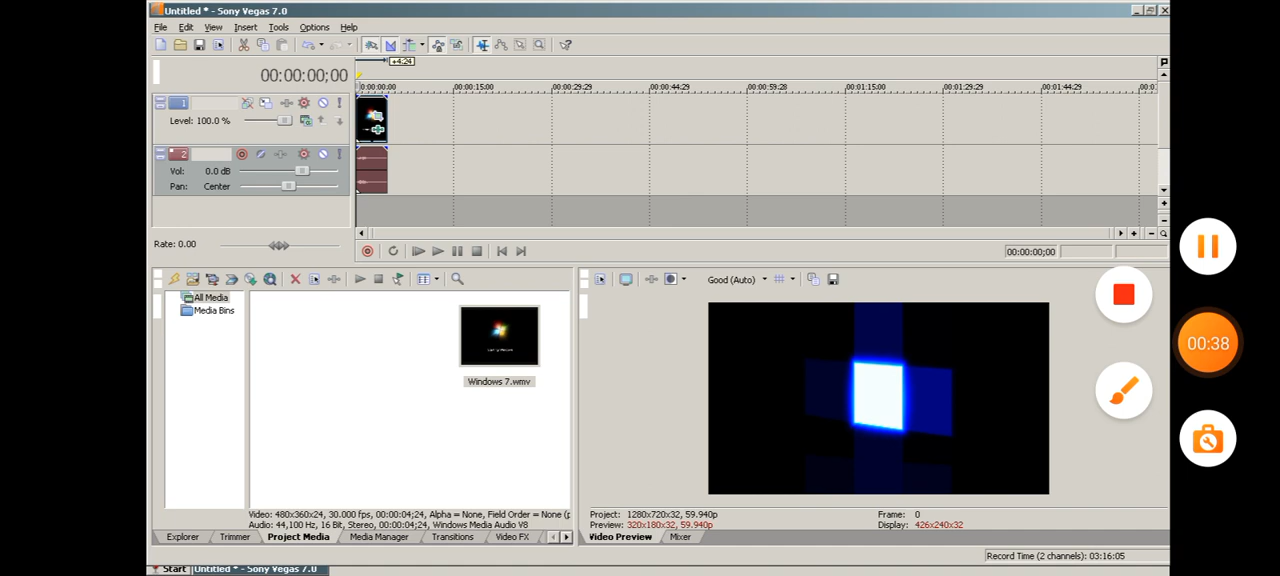 Untitled * - Sony Vegas 7.0
File Edit View Insert Tools Options Help
+4:24
00:00:00;00
0:00:00:00 00:00:15:00 00:00:29:29 00:00:44:29 00:00:59:28 00:01:15:00 00:01:29:29 00:01:44:29
1
Level: 100.0 %
2
Vol: 0.0 dB
Pan: Center
Rate: 0.00
00:00:00;00
00:38
All Media
Media Bins
Windows 7.wmv
Good (Auto)
Video: 480x360x24, 30.000 fps, 00:00:04;24, Alpha = None, Field Order = None (p
Audio: 44,100 Hz, 16 Bit, Stereo, 00:00:04;24, Windows Media Audio V8
Project: 1280x720x32, 59.940p
Preview: 320x180x32, 59.940p
Frame: 0
Display: 426x240x32
Explorer Trimmer Project Media Media Manager Transitions Video FX
Video Preview Mixer
Record Time (2 channels): 03:16:05
Start Untitled * - Sony Vegas 7.0